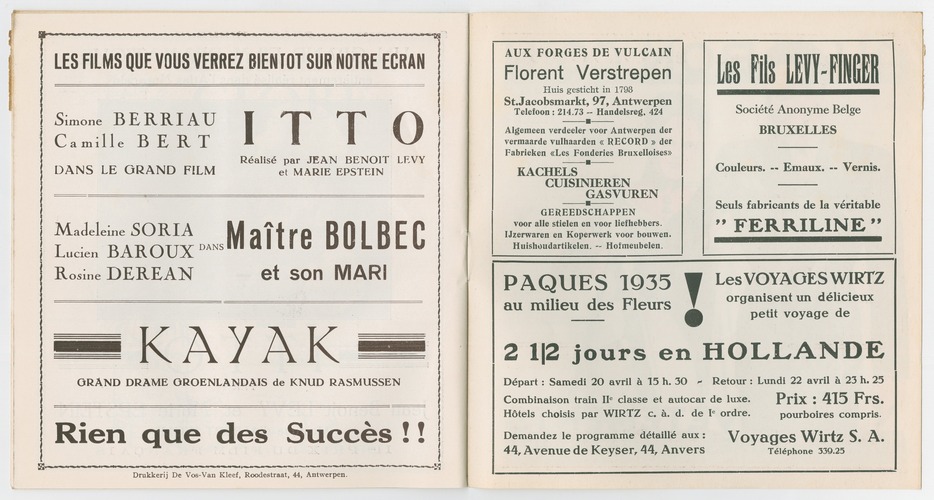 LES FILMS QUE VOUS VERREZ BIENTOT SUR NOTRE ECRAN
Simone BERRIAU
Camille BERT
DANS LE GRAND FILM
ITTO
Réalisé par JEAN BENOIT LEVY
et MARIE EPSTEIN
Madeleine SORIA
Lucien BAROUX
Rosine DEREAN
DANS
Maître BOLBEC
et son MARI
KAYAK
GRAND DRAME GROENLANDAIS de KNUD RASMUSSEN
Rien que des Succès !!
Drukkerij De Vos-Van Kleef, Roodestraat, 44, Antwerpen.
AUX FORGES DE VULCAIN
Florent Verstrepen
Huis gesticht in 1793
St.Jacobsmarkt, 97, Antwerpen
Telefoon : 214.73 -- Handelsreg. 424
Algemeen verdeeler voor Antwerpen der
vermaarde vulhaarden « RECORD » der
Fabrieken «Les Fonderies Bruxelloises»
KACHELS
CUISINIEREN
GASVUREN
GEREEDSCHAPPEN
voor alle stielen en voor liefhebbers.
IJzerwaren en Koperwerk voor bouwen.
Huishoudartikelen. -- Hofmeubelen.
Les Fils LEVY-FINGER
Société Anonyme Belge
BRUXELLES
Couleurs. -- Emaux. -- Vernis.
Seuls fabricants de la véritable
" FERRILINE "
PAQUES 1935
au milieu des Fleurs
!
Les VOYAGES WIRTZ
organisent un délicieux
petit voyage de
2 1|2 jours en HOLLANDE
Départ : Samedi 20 avril à 15 h. 30 - Retour : Lundi 22 avril à 23 h. 25
Combinaison train IIe classe et autocar de luxe.
Hôtels choisis par WIRTZ c. à. d. de 1e ordre.
Prix : 415 Frs.
pourboires compris.
Demandez le programme détaillé aux :
44, Avenue de Keyser, 44, Anvers
Voyages Wirtz S. A.
Téléphone 339.25